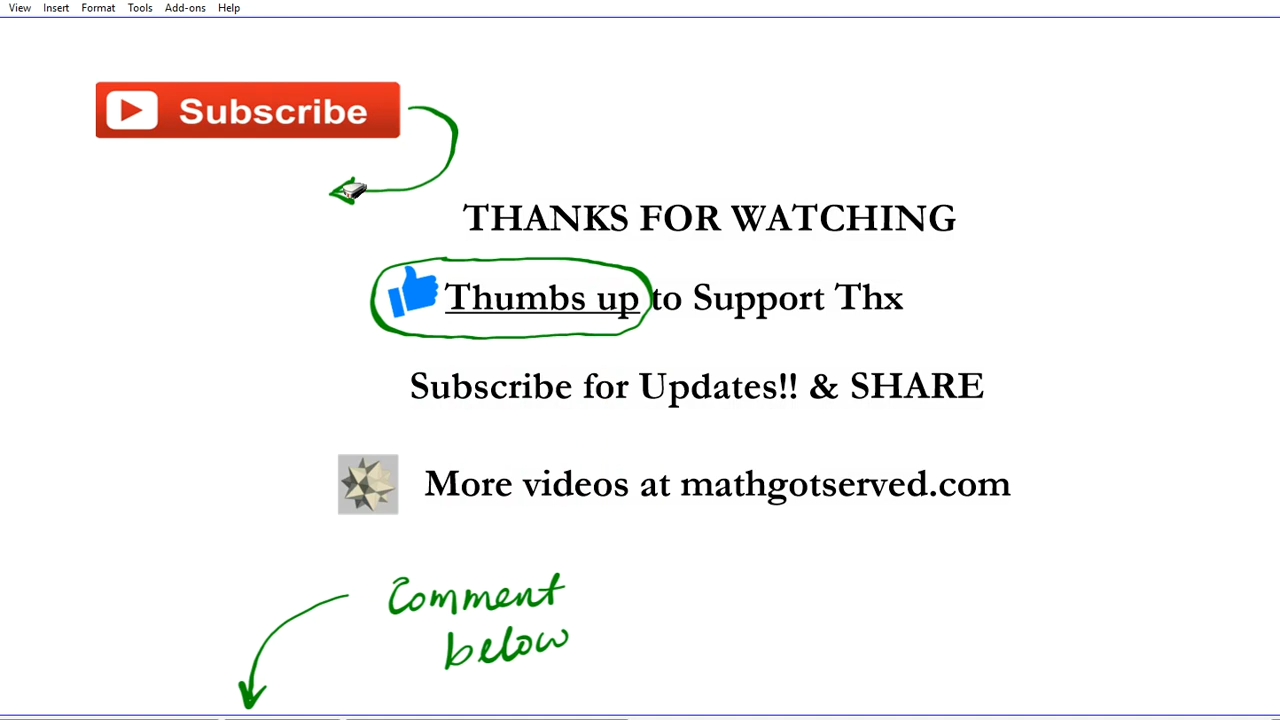 View Insert Format Tools Add-ons Help
Subscribe
THANKS FOR WATCHING
Thumbs up to Support Thx
Subscribe for Updates!! & SHARE
More videos at mathgotserved.com
Comment
below